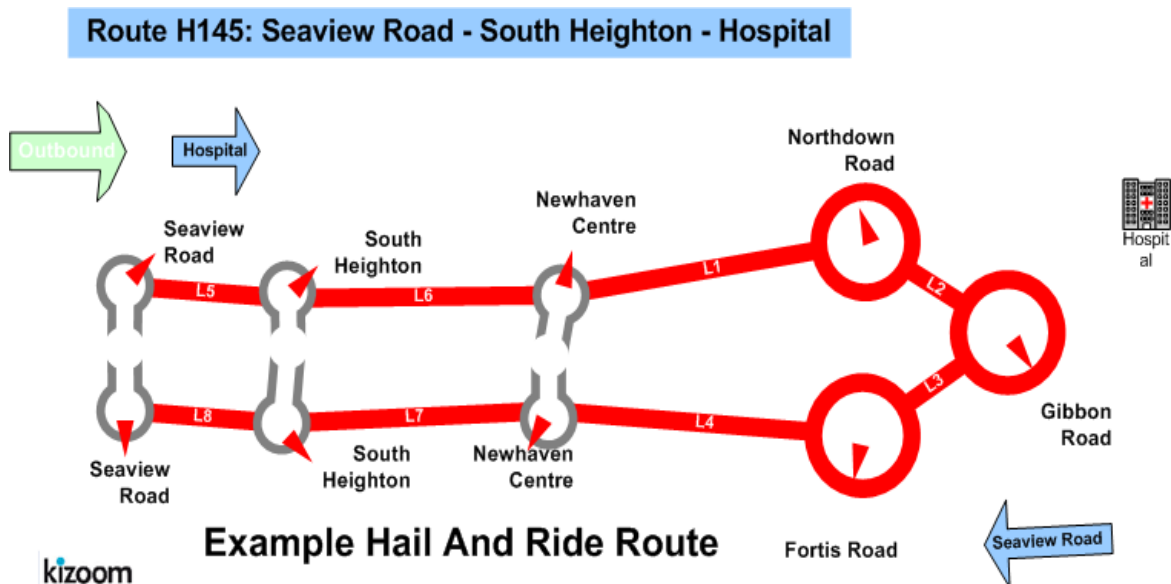 Route H145: Seaview Road - South Heighton - Hospital
Outbound
Hospital
Northdown
Road
Hospit
al
Seaview
Road
South
Heighton
Newhaven
Centre
L5
L6
L1
L2
L3
L8
L7
L4
Gibbon
Road
Seaview
Road
South
Heighton
Newhaven
Centre
Example Hail And Ride Route
Fortis Road
Seaview Road
kizoom